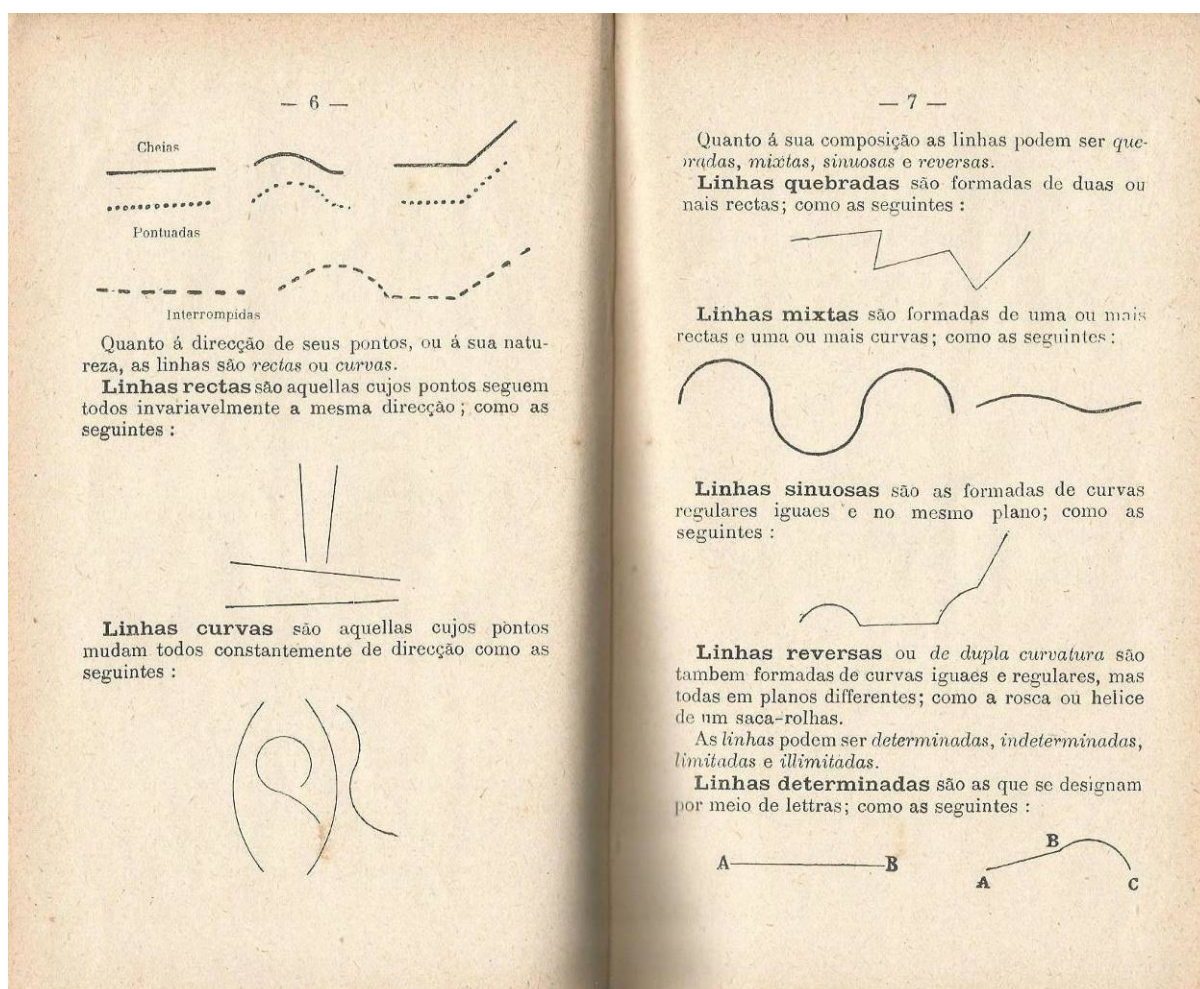 — 6 —
Cheias
Pontuadas
Interrompidas
Quanto á direcção de seus pontos, ou á sua natu-
reza, as linhas são rectas ou curvas.
Linhas rectas são aquellas cujos pontos seguem
todos invariavelmente a mesma direcção ; como as
seguintes :
Linhas curvas são aquellas cujos pontos
mudam todos constantemente de direcção como as
seguintes :
— 7 —
Quanto á sua composição as linhas podem ser que-
radas, mixtas, sinuosas e reversas.
Linhas quebradas são formadas de duas ou
nais rectas; como as seguintes :
Linhas mixtas são formadas de uma ou mais
rectas e uma ou mais curvas; como as seguintes :
Linhas sinuosas são as formadas de curvas
regulares iguaes e no mesmo plano; como as
seguintes :
Linhas reversas ou de dupla curvatura são
tambem formadas de curvas iguaes e regulares, mas
todas em planos differentes; como a rosca ou helice
de um saca-rolhas.
As linhas podem ser determinadas, indeterminadas,
limitadas e illimitadas.
Linhas determinadas são as que se designam
por meio de lettras; como as seguintes :
A B
A B C